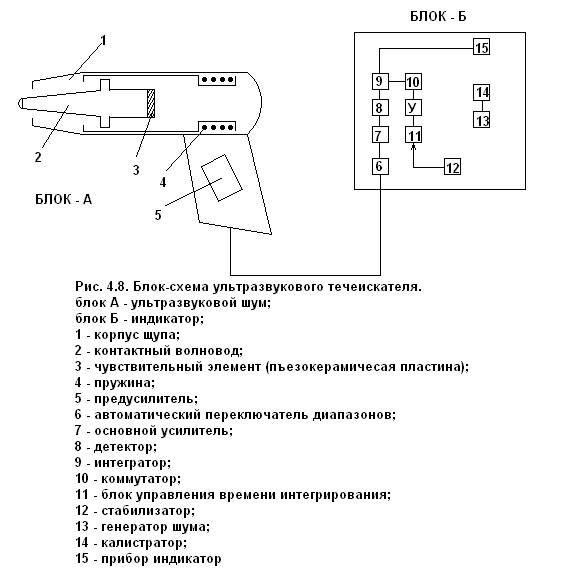 БЛОК - Б
1
15
9 10
14
8 У
13
7 11
2
3
4
6 12
БЛОК - А
5
Рис. 4.8. Блок-схема ультразвукового течеискателя.
блок А - ультразвуковой шум;
блок Б - индикатор;
1 - корпус щупа;
2 - контактный волновод;
3 - чувствительный элемент (пъезокерамичесая пластина);
4 - пружина;
5 - предусилитель;
6 - автоматический переключатель диапазонов;
7 - основной усилитель;
8 - детектор;
9 - интегратор;
10 - коммутатор;
11 - блок управления времени интегрирования;
12 - стабилизатор;
13 - генератор шума;
14 - калистратор;
15 - прибор индикатор